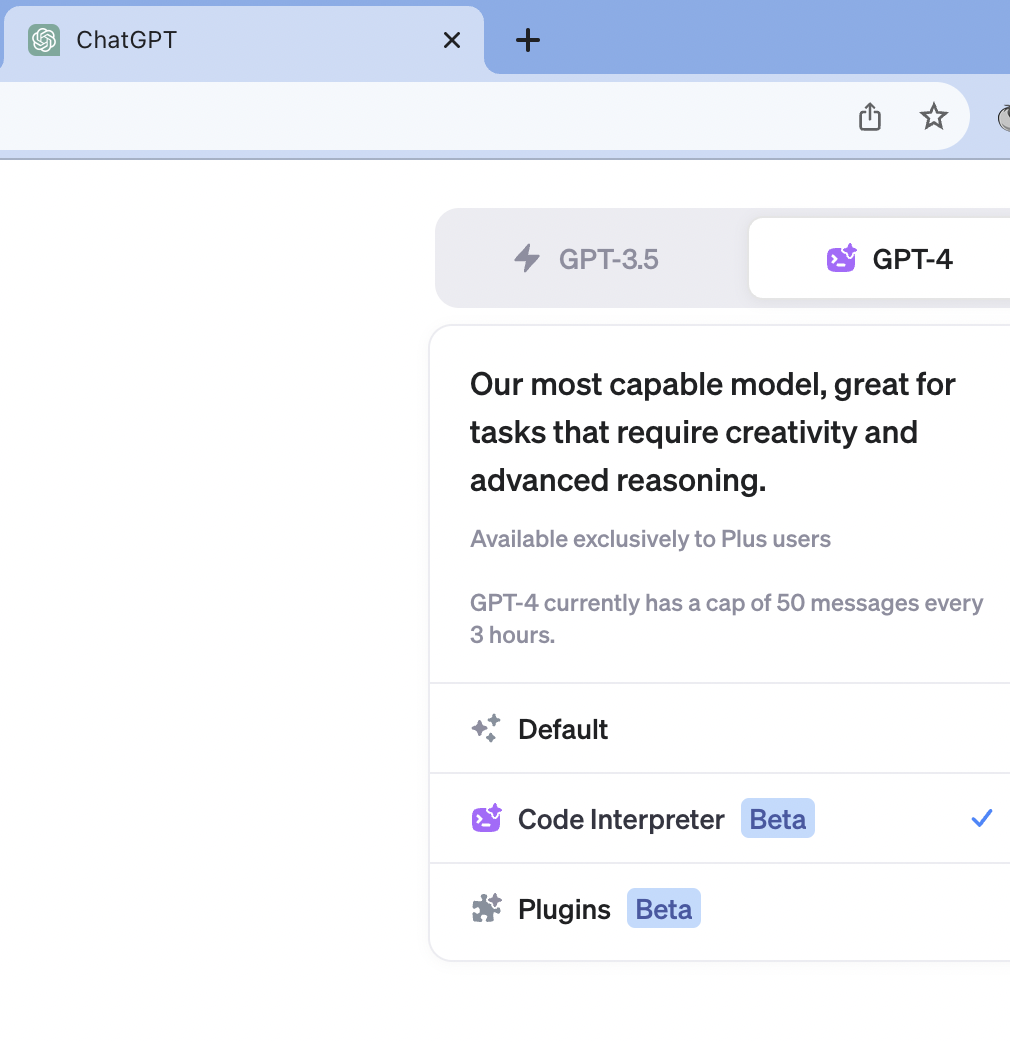 ChatGPT
GPT-3.5
GPT-4
Our most capable model, great for
tasks that require creativity and
advanced reasoning.
Available exclusively to Plus users
GPT-4 currently has a cap of 50 messages every
3 hours.
Default
Code Interpreter Beta
Plugins Beta